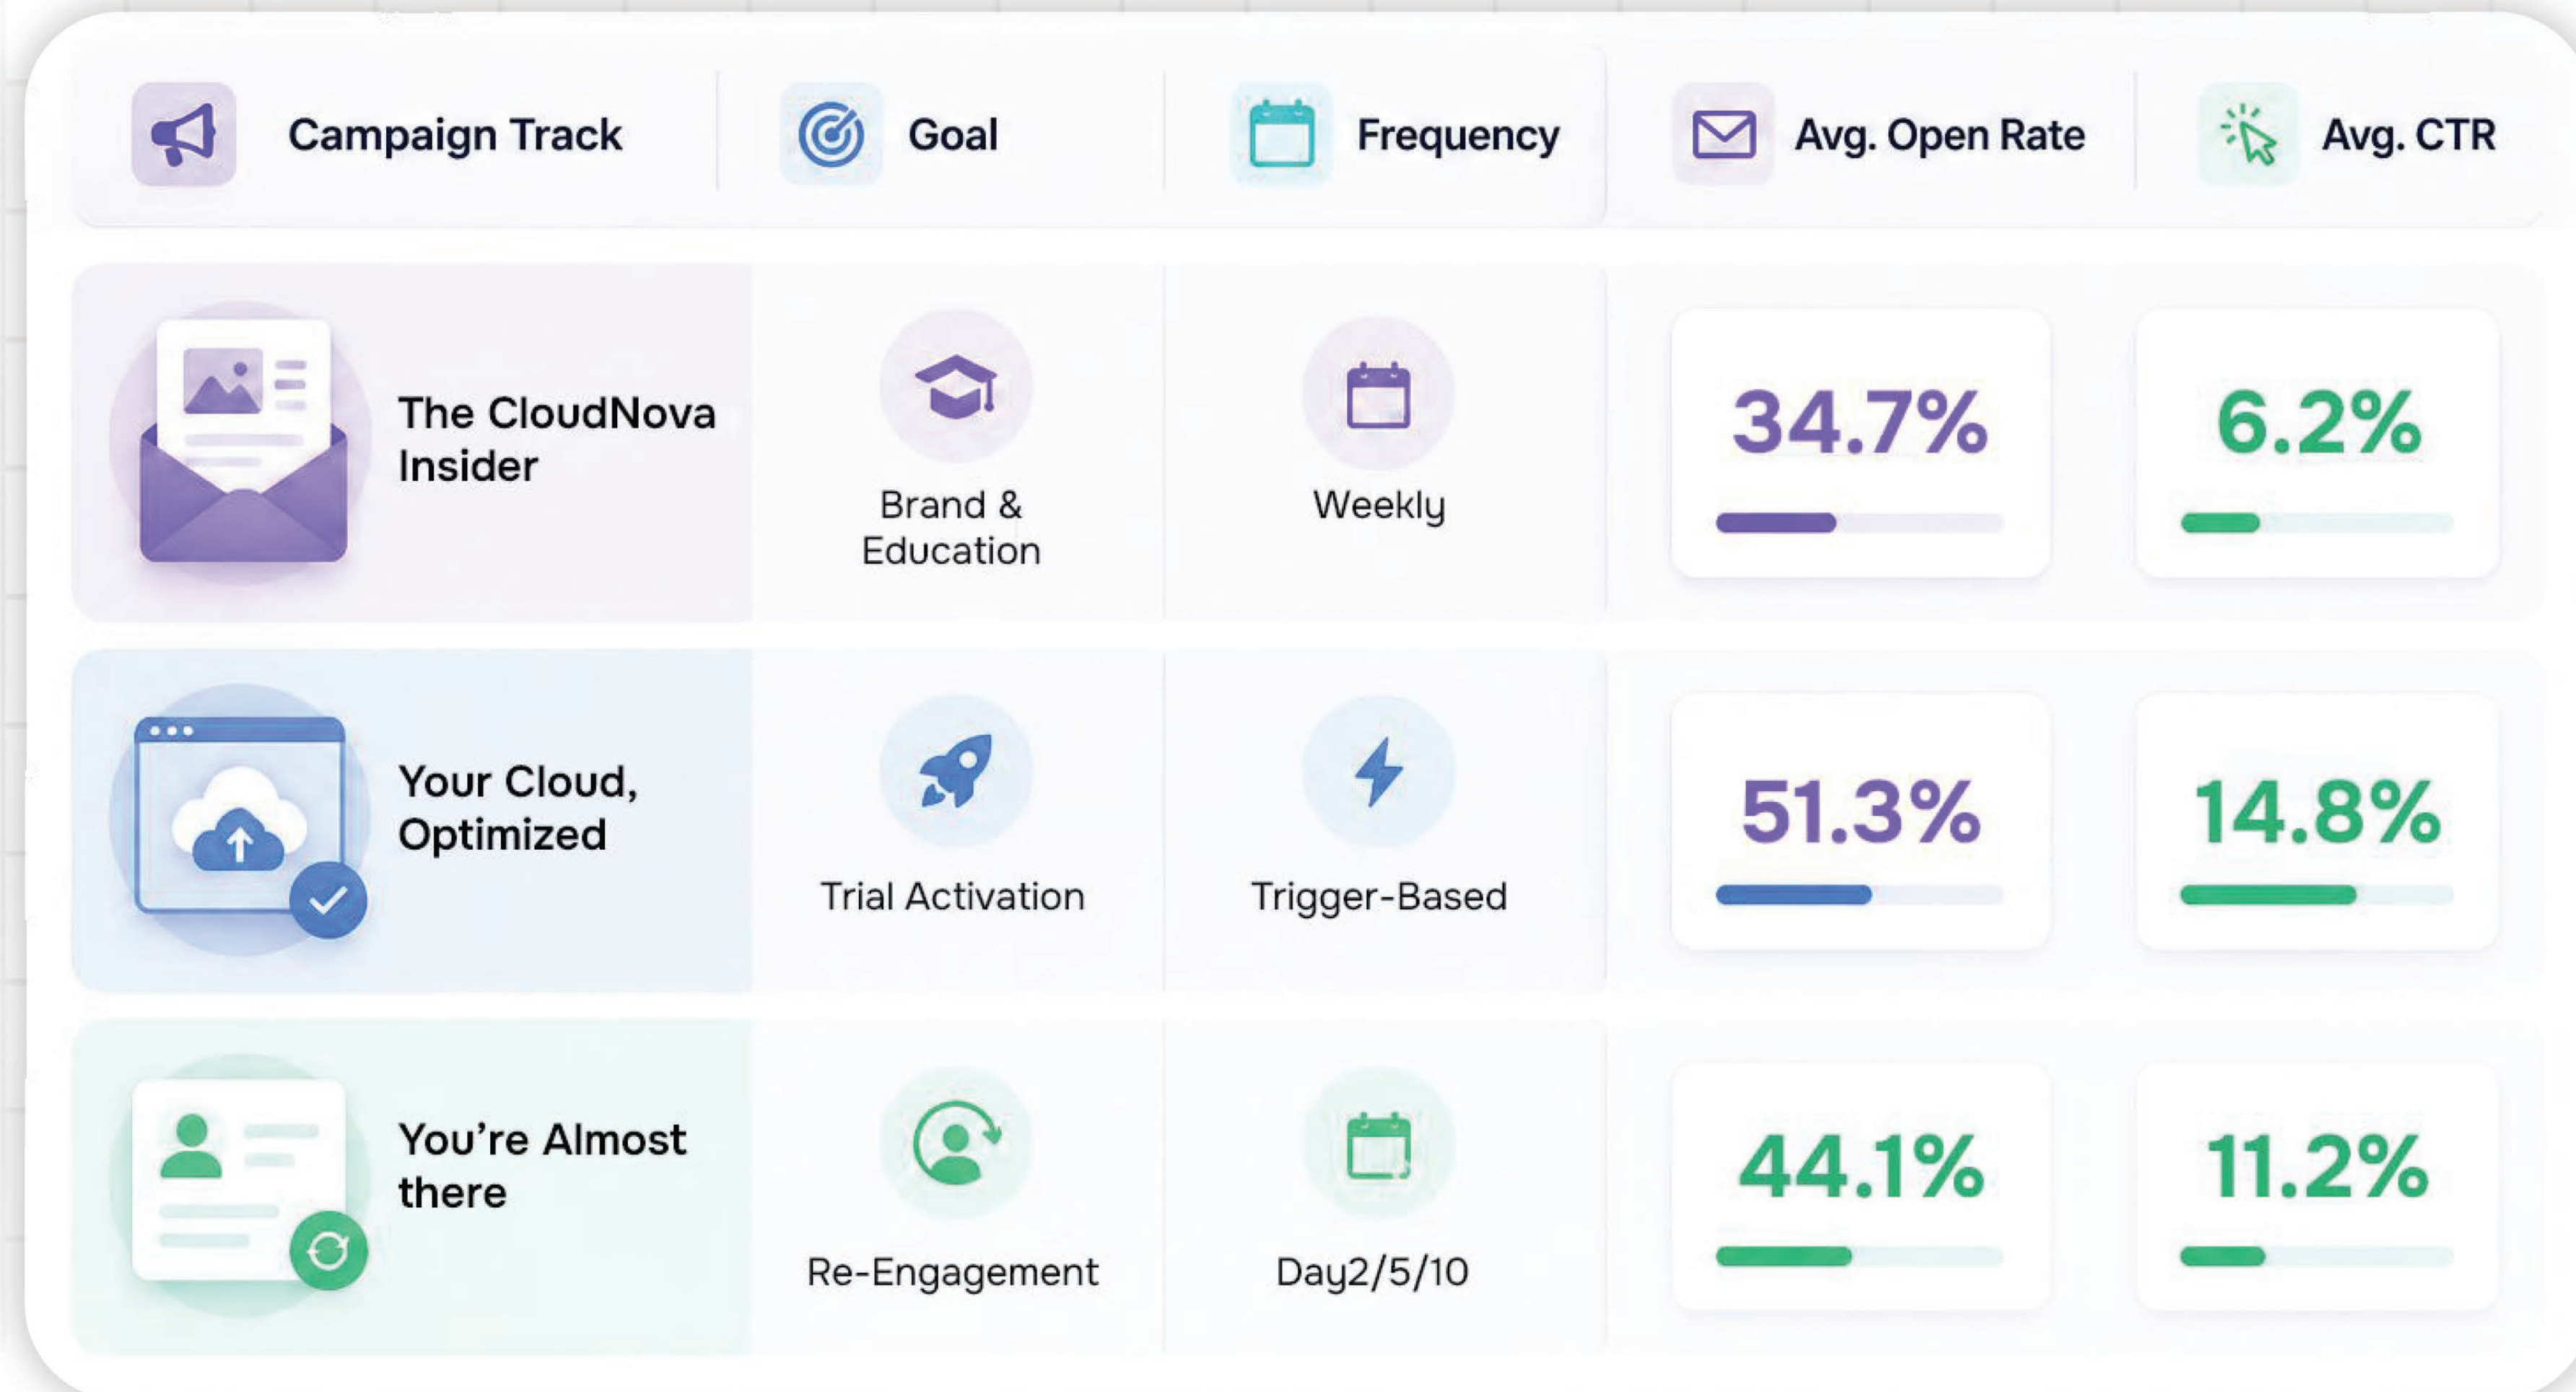 Campaign Track
Goal
Frequency
Avg. Open Rate
Avg. CTR
The CloudNova
Insider
Brand &
Education
Weekly
34.7%
6.2%
Your Cloud,
Optimized
Trial Activation
Trigger-Based
51.3%
14.8%
You're Almost
there
Re-Engagement
Day2/5/10
44.1%
11.2%